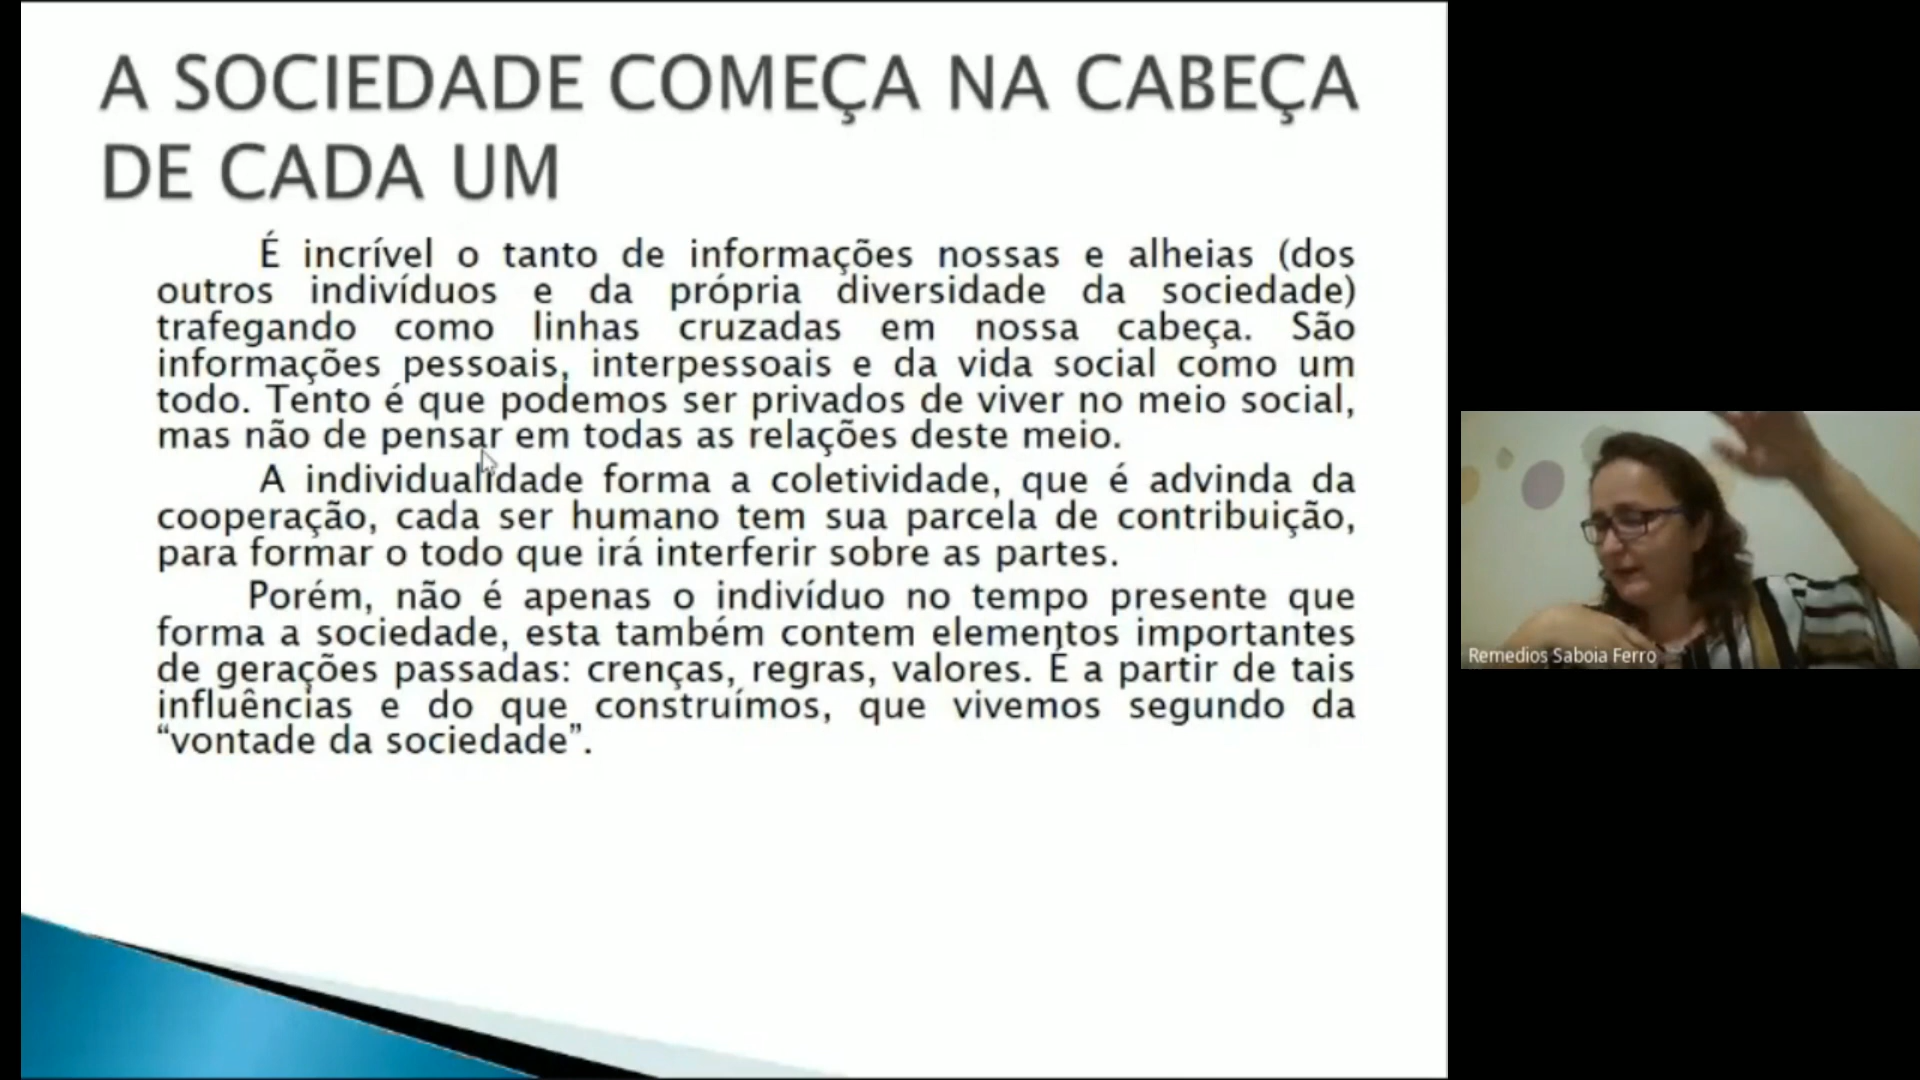 A SOCIEDADE COMEÇA NA CABEÇA
DE CADA UM
É incrível o tanto de informações nossas e alheias (dos
outros indivíduos e da própria diversidade da sociedade)
trafegando como linhas cruzadas em nossa cabeça. São
informações pessoais, interpessoais e da vida social como um
todo. Tento é que podemos ser privados de viver no meio social,
mas não de pensar em todas as relações deste meio.
A individualidade forma a coletividade, que é advinda da
cooperação, cada ser humano tem sua parcela de contribuição,
para formar o todo que irá interferir sobre as partes.
Porém, não é apenas o indivíduo no tempo presente que
forma a sociedade, esta também contem elementos importantes
de gerações passadas: crenças, regras, valores. É a partir de tais
influências e do que construímos, que vivemos segundo da
“vontade da sociedade”.
Remedios Saboia Ferro